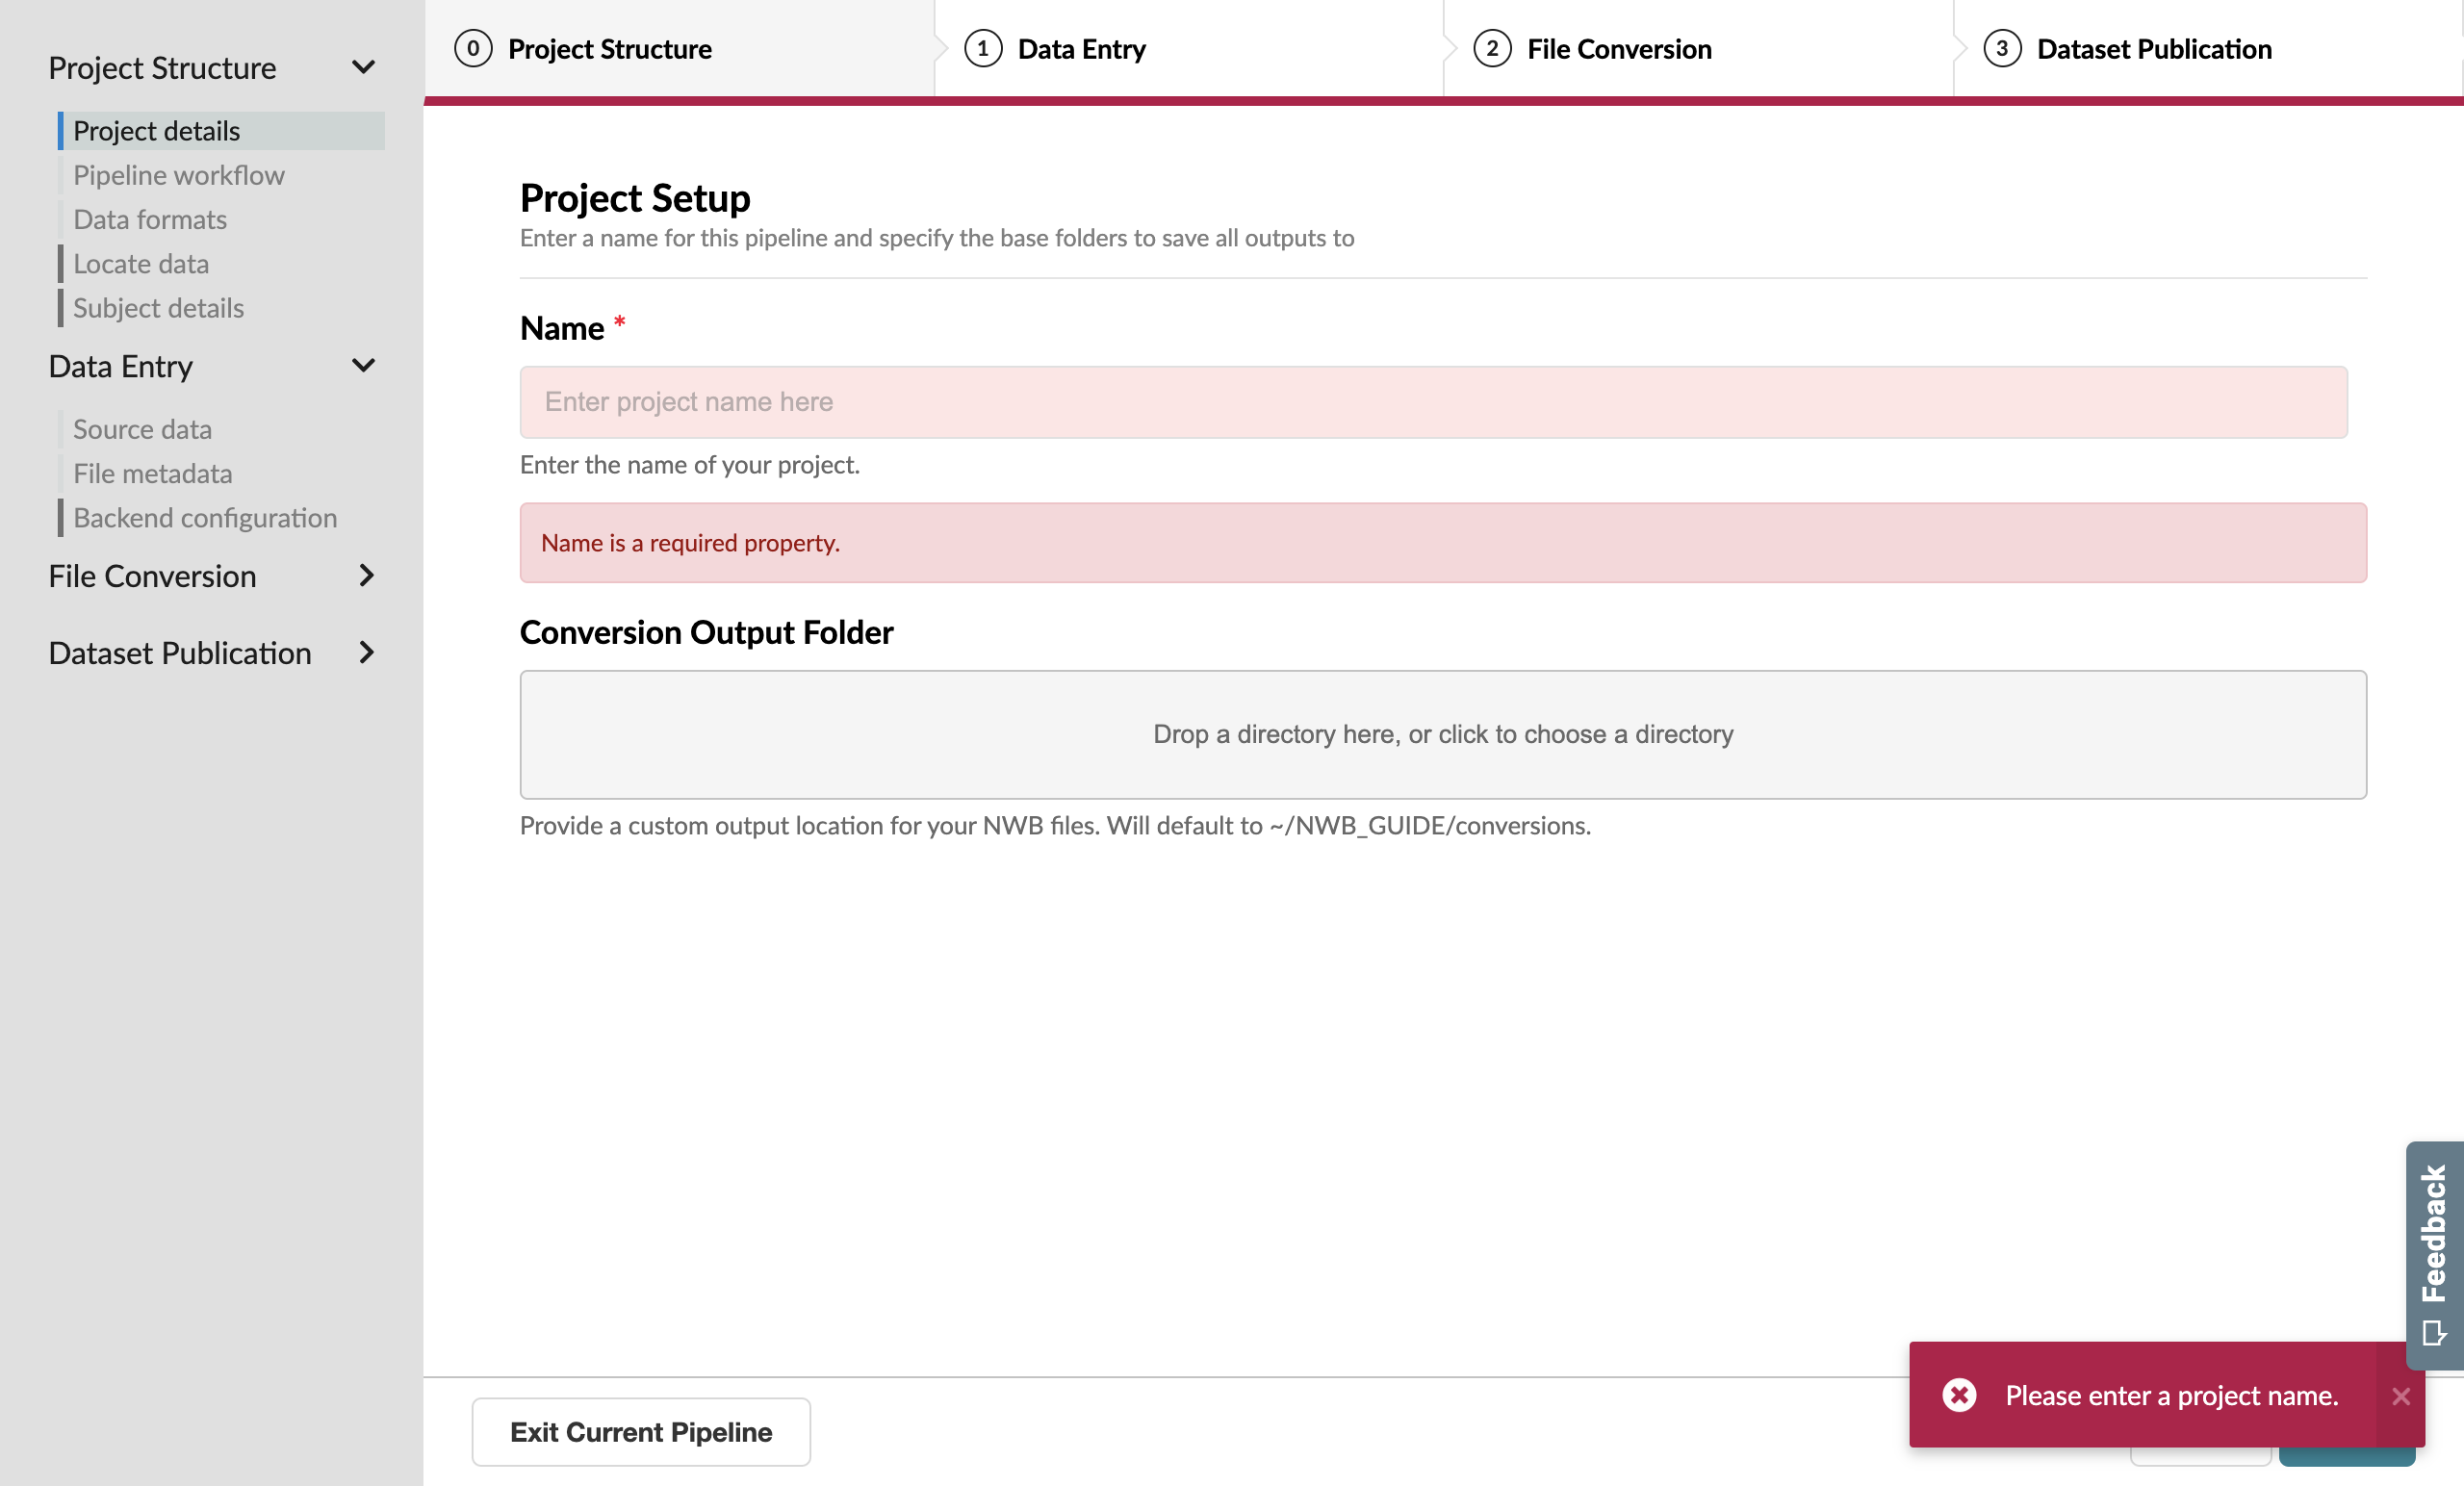 Project Structure
Project details
Pipeline workflow
Data formats
Locate data
Subject details
Data Entry
Source data
File metadata
Backend configuration
File Conversion
Dataset Publication
0 Project Structure
1 Data Entry
2 File Conversion
3 Dataset Publication
Project Setup
Enter a name for this pipeline and specify the base folders to save all outputs to
Name *
Enter project name here
Enter the name of your project.
Name is a required property.
Conversion Output Folder
Drop a directory here, or click to choose a directory
Provide a custom output location for your NWB files. Will default to ~/NWB_GUIDE/conversions.
Feedback
Please enter a project name.
Exit Current Pipeline